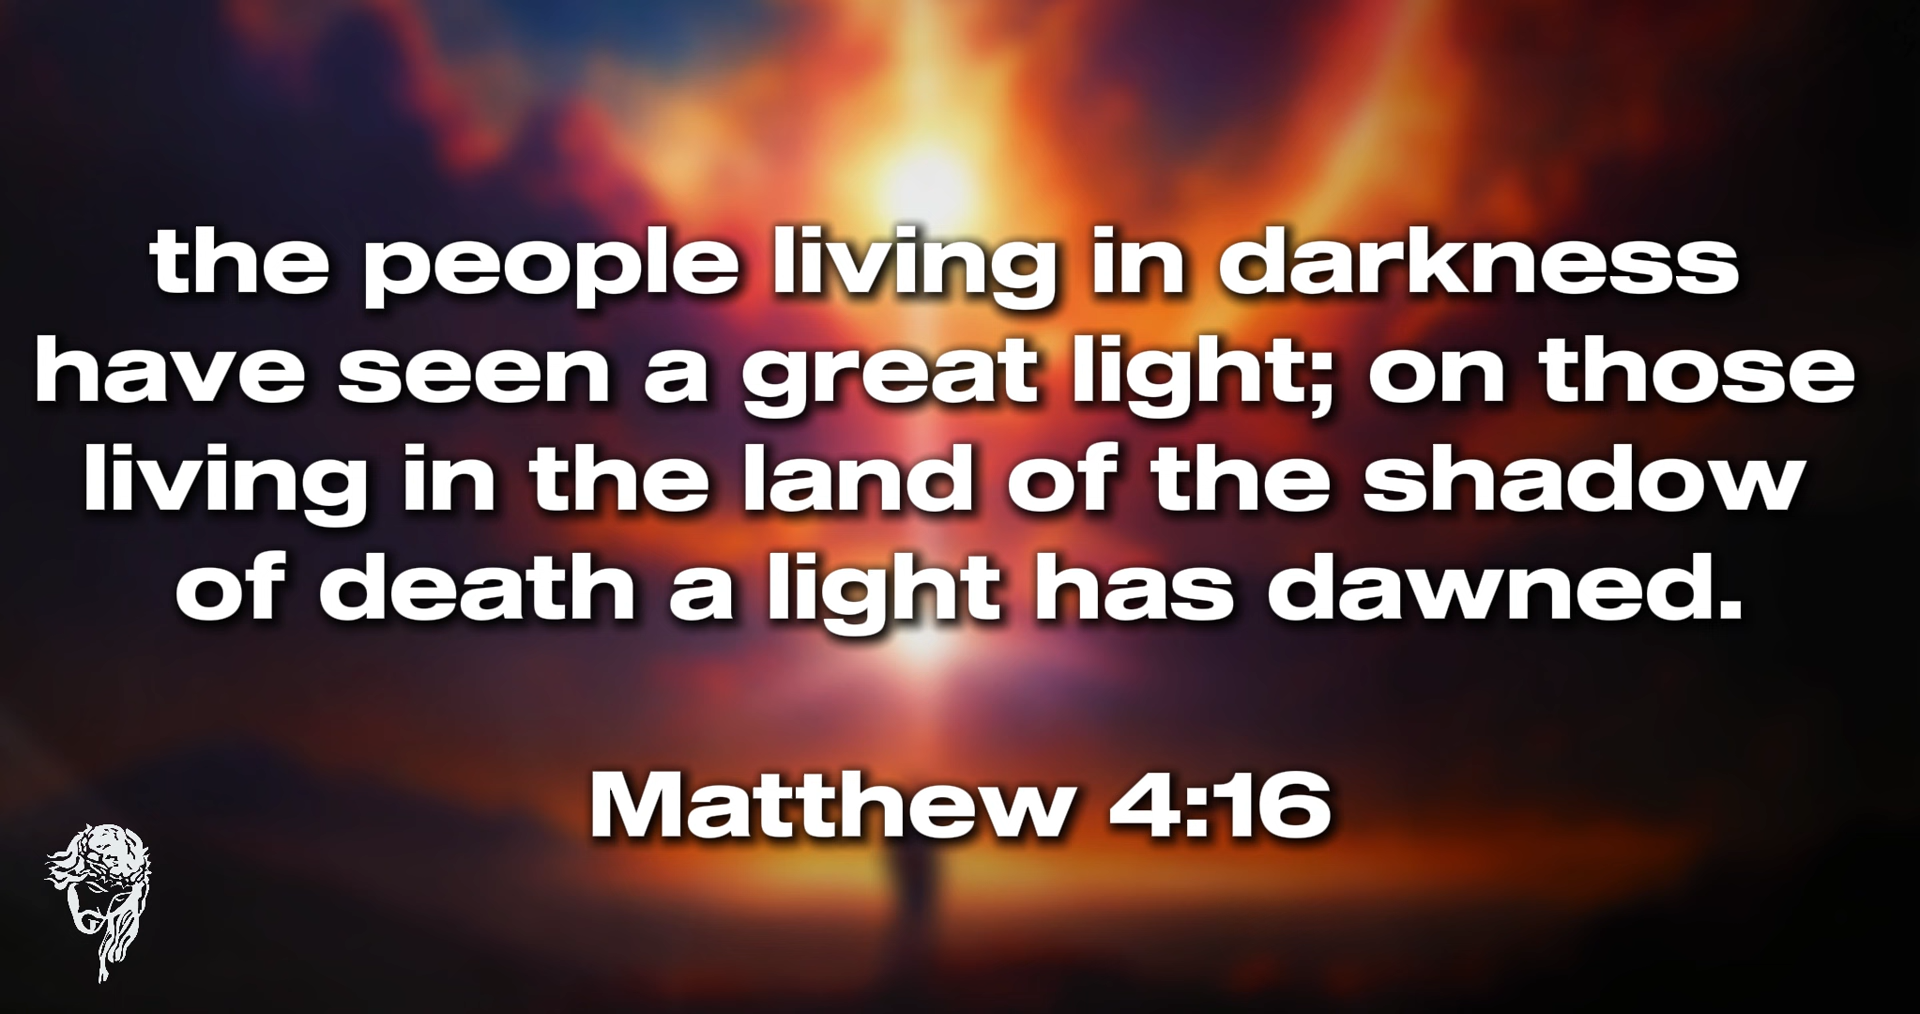 the people living in darkness
have seen a great light; on those
living in the land of the shadow
of death a light has dawned.
Matthew 4:16